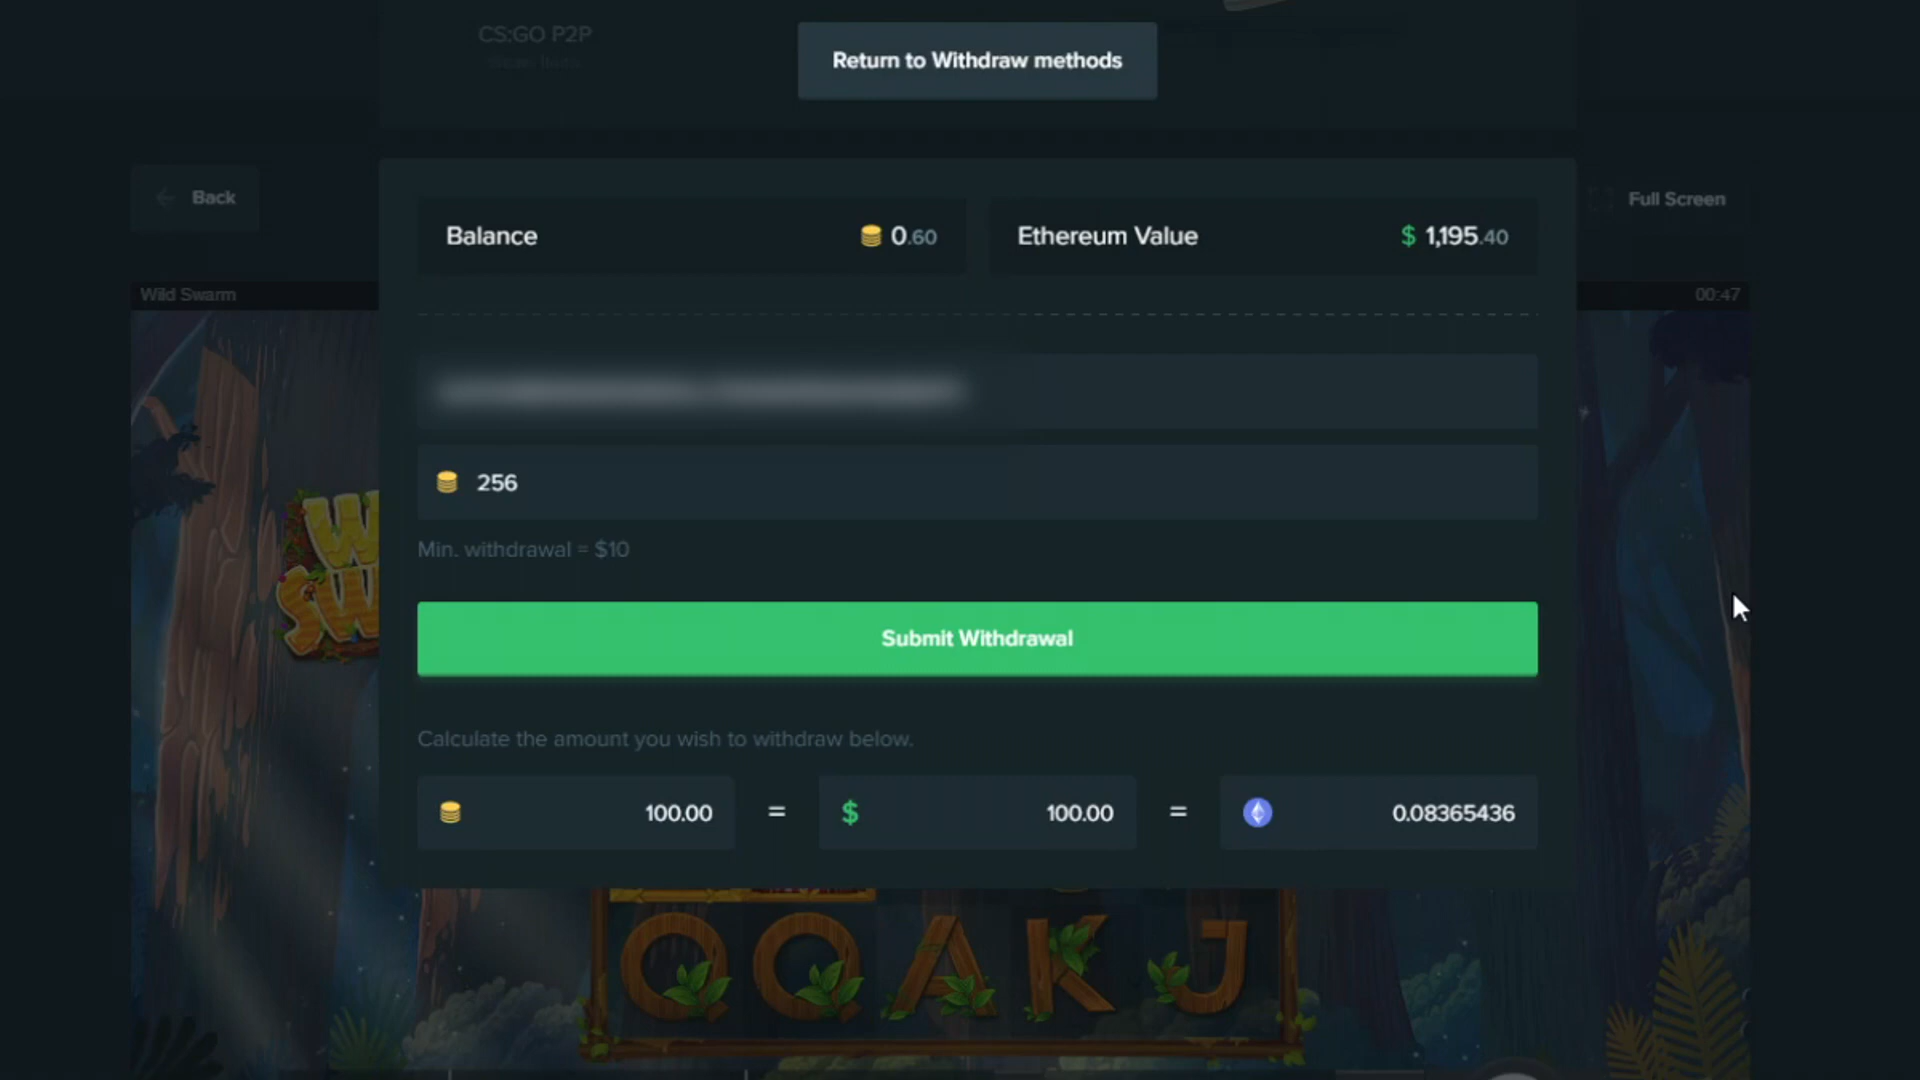 CS:GO P2P
Return to Withdraw methods
Back
Full Screen
Balance
0.60
Ethereum Value
$ 1,195.40
Wild Swarm
00:47
256
Min. withdrawal = $10
Submit Withdrawal
Calculate the amount you wish to withdraw below.
100.00 = $ 100.00 = 0.08365436
Q Q A K J